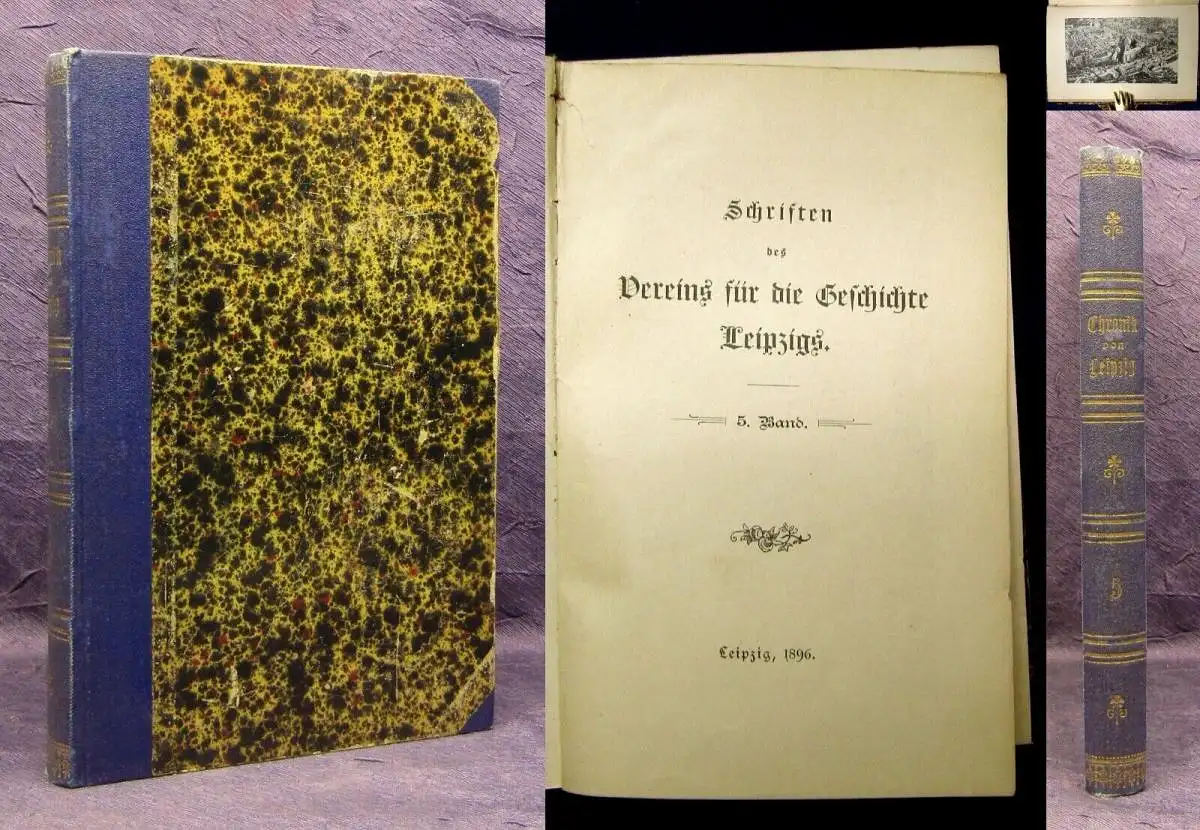 Schriften
des
Vereins für die Geschichte
Leipzigs.
5. Band.
Leipzig, 1896.
Chronik
von
Leipzig
5